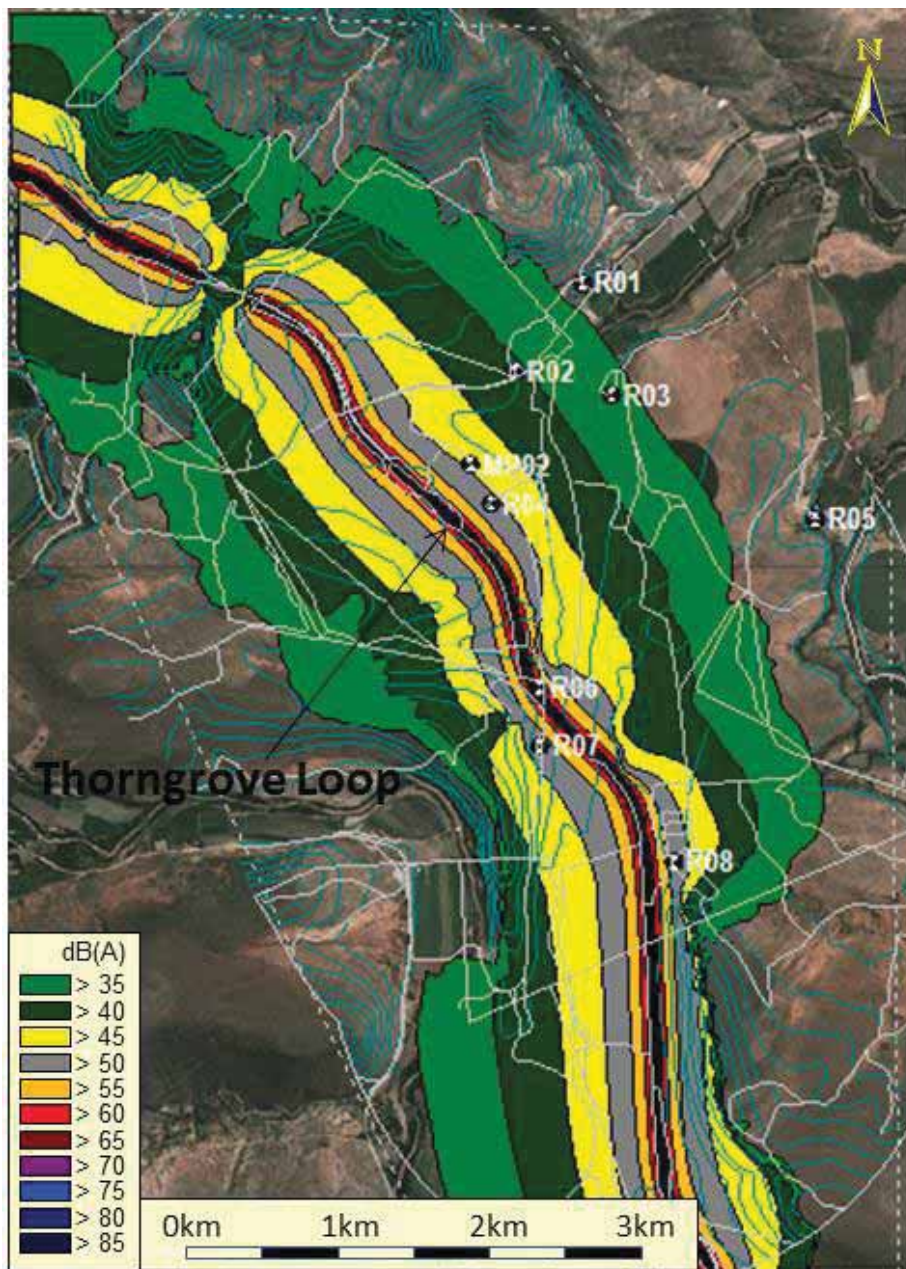 N
R01
R02
R03
MP02
R04
R05
R06
R07
Thorngrove Loop
R08
dB(A)
> 35
> 40
> 45
> 50
> 55
> 60
> 65
> 70
> 75
> 80
> 85
0km 1km 2km 3km